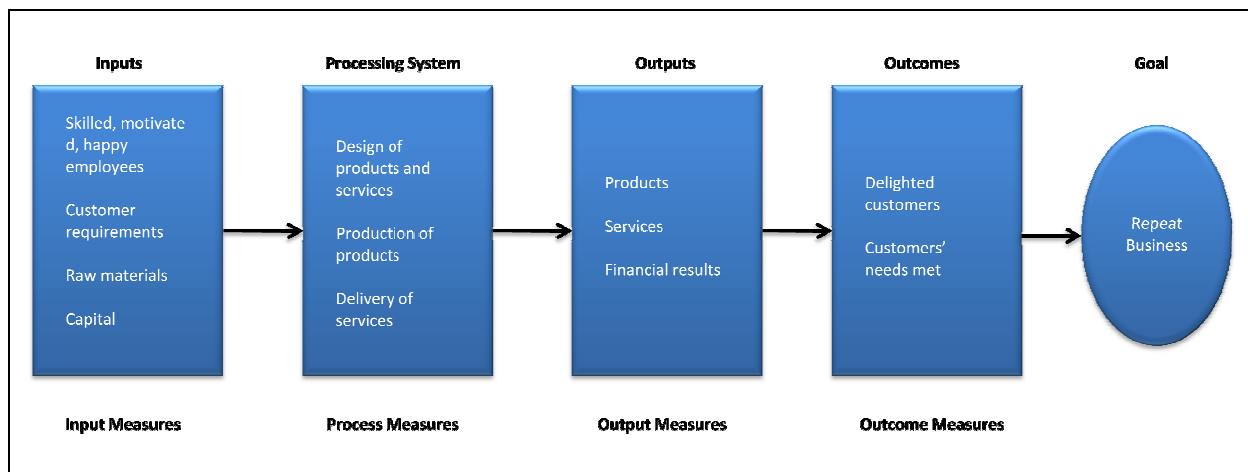 Inputs
Processing System
Outputs
Outcomes
Goal
Skilled, motivate
d, happy
employees
Customer
requirements
Raw materials
Capital
Design of
products and
services
Production of
products
Delivery of
services
Products
Services
Financial results
Delighted
customers
Customers’
needs met
Repeat
Business
Input Measures
Process Measures
Output Measures
Outcome Measures